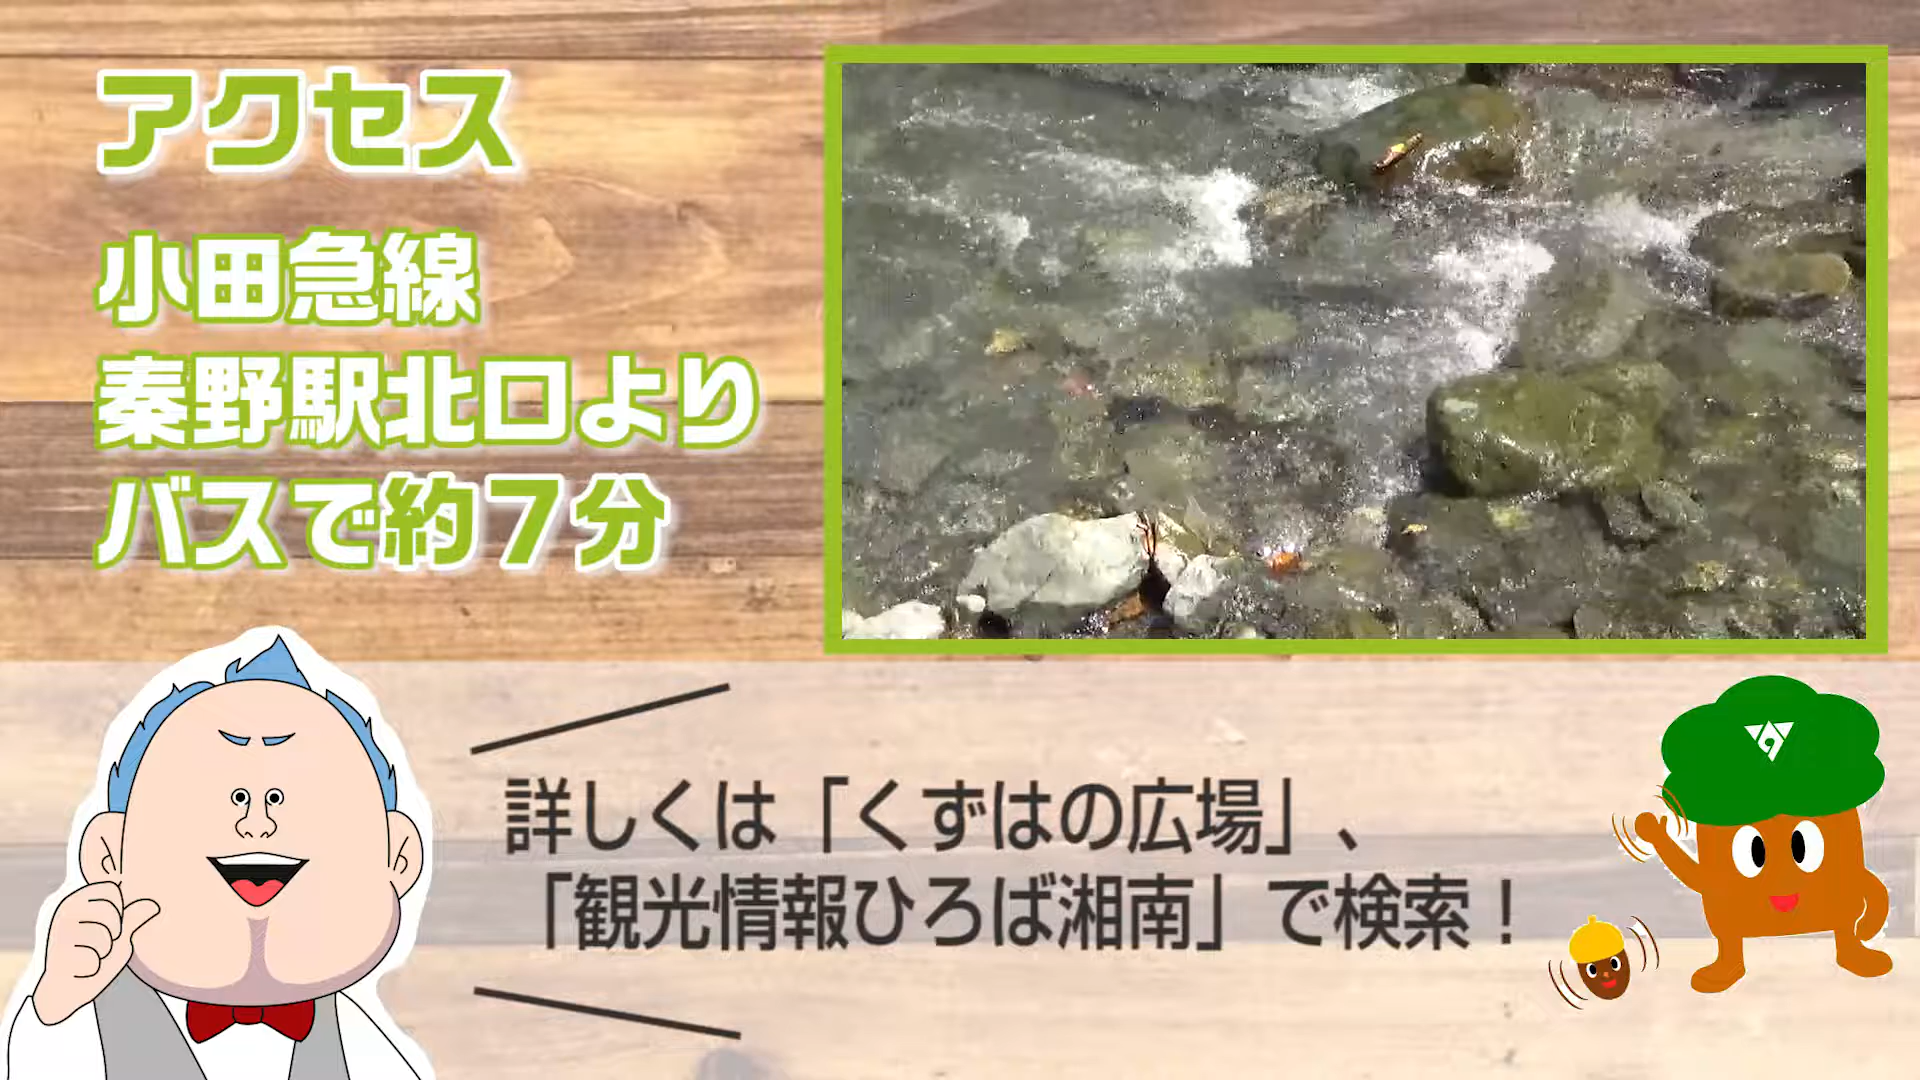 アクセス
小田急線
秦野駅北口より
バスで約7分
詳しくは「くずはの広場」、
「観光情報ひろば湘南」で検索！